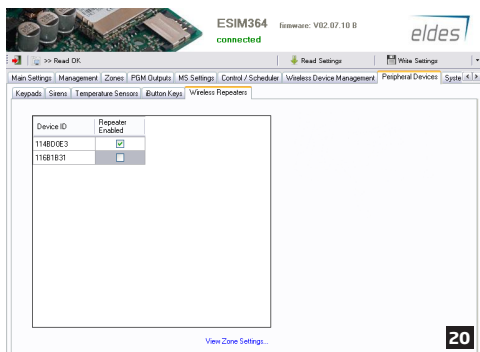 ESIM364 firmware: V02.07.10 B
connected
eldes
>> Read OK
Read Settings
Write Settings
Main Settings Management Zones PGM Outputs MS Settings Control / Scheduler Wireless Device Management Peripheral Devices Syste
Keypads Sirens Temperature Sensors iButton Keys Wireless Repeaters
Device ID Repeater Enabled
114BD0E3
116B1B31
View Zone Settings...
20